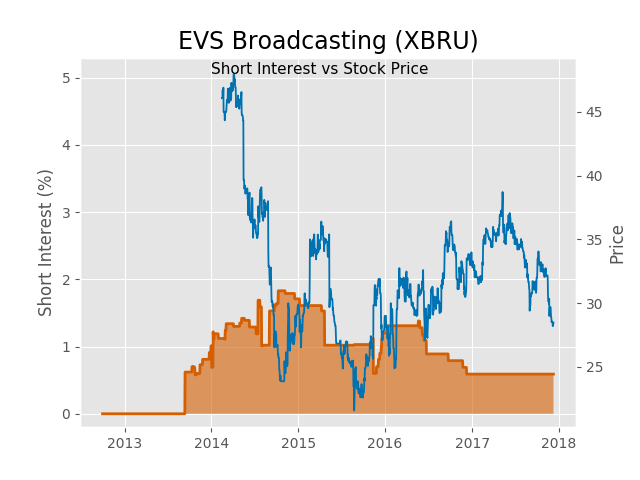 EVS Broadcasting (XBRU)
Short Interest vs Stock Price
Short Interest (%)
5
4
3
2
1
0
45
40
35
30
25
Price
2013 2014 2015 2016 2017 2018